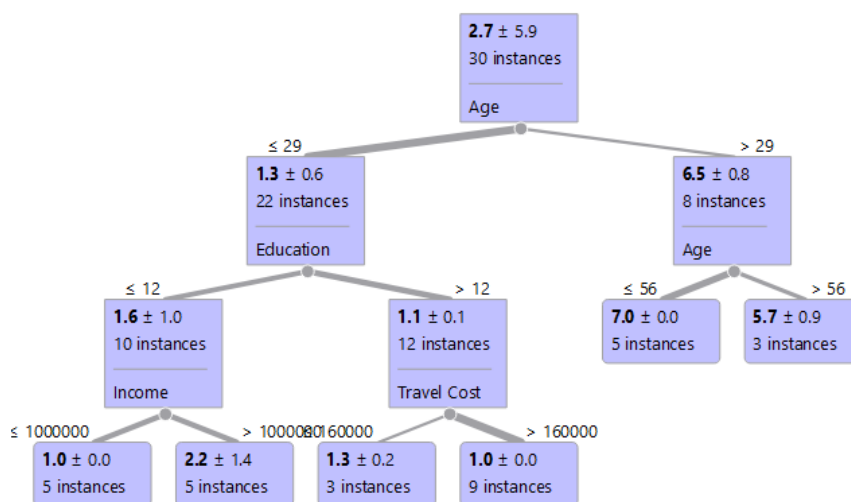 2.7 ± 5.9
30 instances
Age
≤ 29
> 29
1.3 ± 0.6
22 instances
Education
6.5 ± 0.8
8 instances
Age
≤ 12
> 12
≤ 56
> 56
1.6 ± 1.0
10 instances
Income
1.1 ± 0.1
12 instances
Travel Cost
7.0 ± 0.0
5 instances
5.7 ± 0.9
3 instances
≤ 1000000
> 1000000
≤ 160000
> 160000
1.0 ± 0.0
5 instances
2.2 ± 1.4
5 instances
1.3 ± 0.2
3 instances
1.0 ± 0.0
9 instances